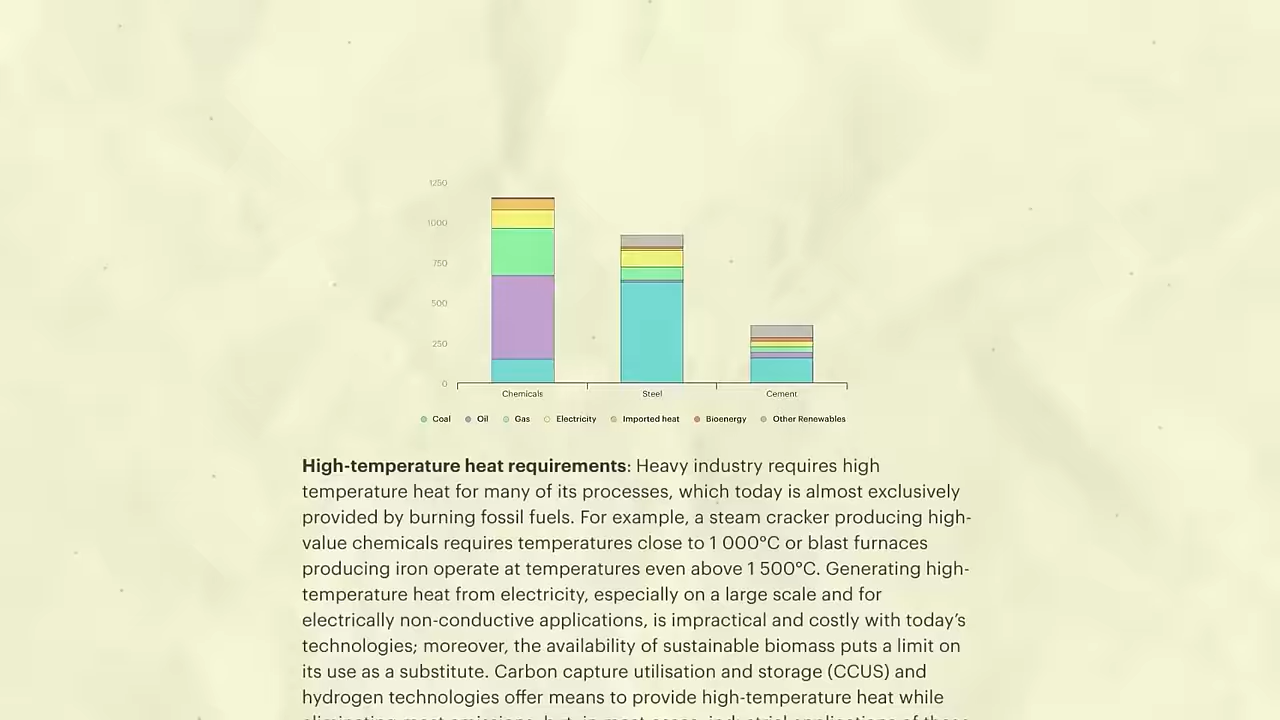 1250
1000
750
500
250
0
Chemicals Steel Cement
Coal Oil Gas Electricity Imported heat Bioenergy Other Renewables
High-temperature heat requirements: Heavy industry requires high
temperature heat for many of its processes, which today is almost exclusively
provided by burning fossil fuels. For example, a steam cracker producing high-
value chemicals requires temperatures close to 1 000°C or blast furnaces
producing iron operate at temperatures even above 1 500°C. Generating high-
temperature heat from electricity, especially on a large scale and for
electrically non-conductive applications, is impractical and costly with today’s
technologies; moreover, the availability of sustainable biomass puts a limit on
its use as a substitute. Carbon capture utilisation and storage (CCUS) and
hydrogen technologies offer means to provide high-temperature heat while